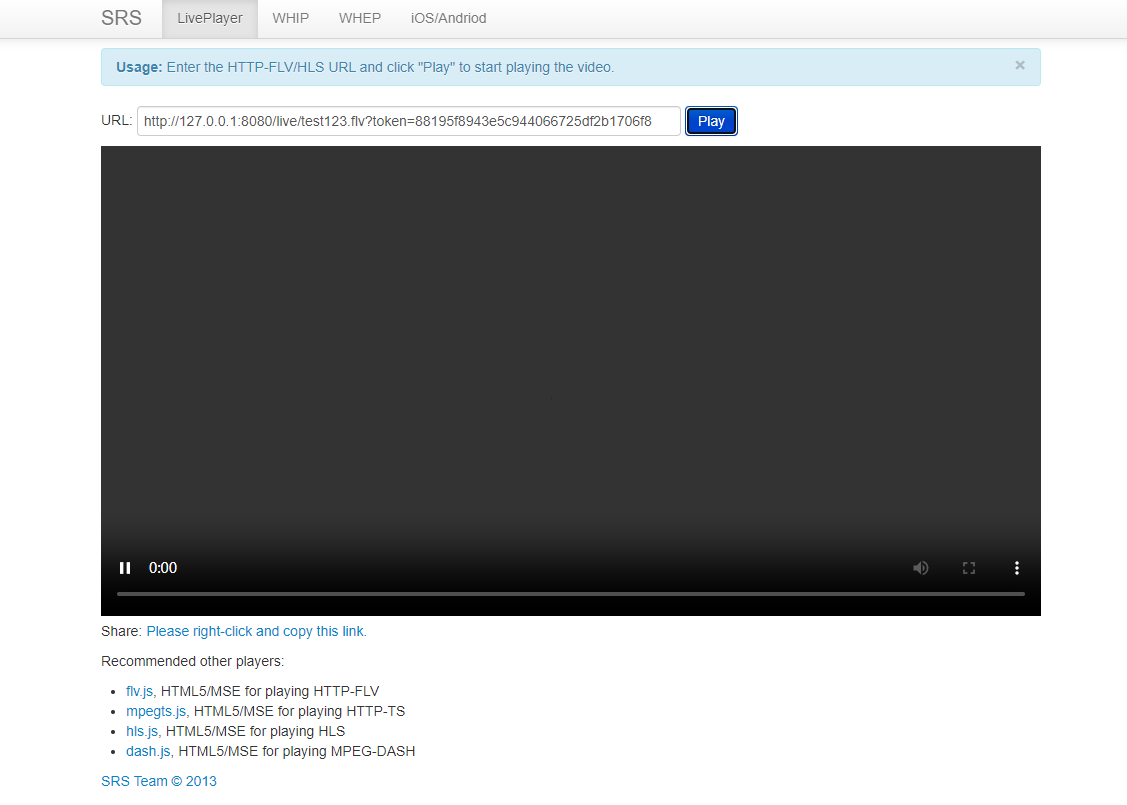 SRS LivePlayer WHIP WHEP iOS/Andriod
Usage: Enter the HTTP-FLV/HLS URL and click "Play" to start playing the video. ×
URL: http://127.0.0.1:8080/live/test123.flv?token=88195f8943e5c944066725df2b1706f8 Play
0:00
Share: Please right-click and copy this link.
Recommended other players:
• flv.js, HTML5/MSE for playing HTTP-FLV
• mpegts.js, HTML5/MSE for playing HTTP-TS
• hls.js, HTML5/MSE for playing HLS
• dash.js, HTML5/MSE for playing MPEG-DASH
SRS Team © 2013